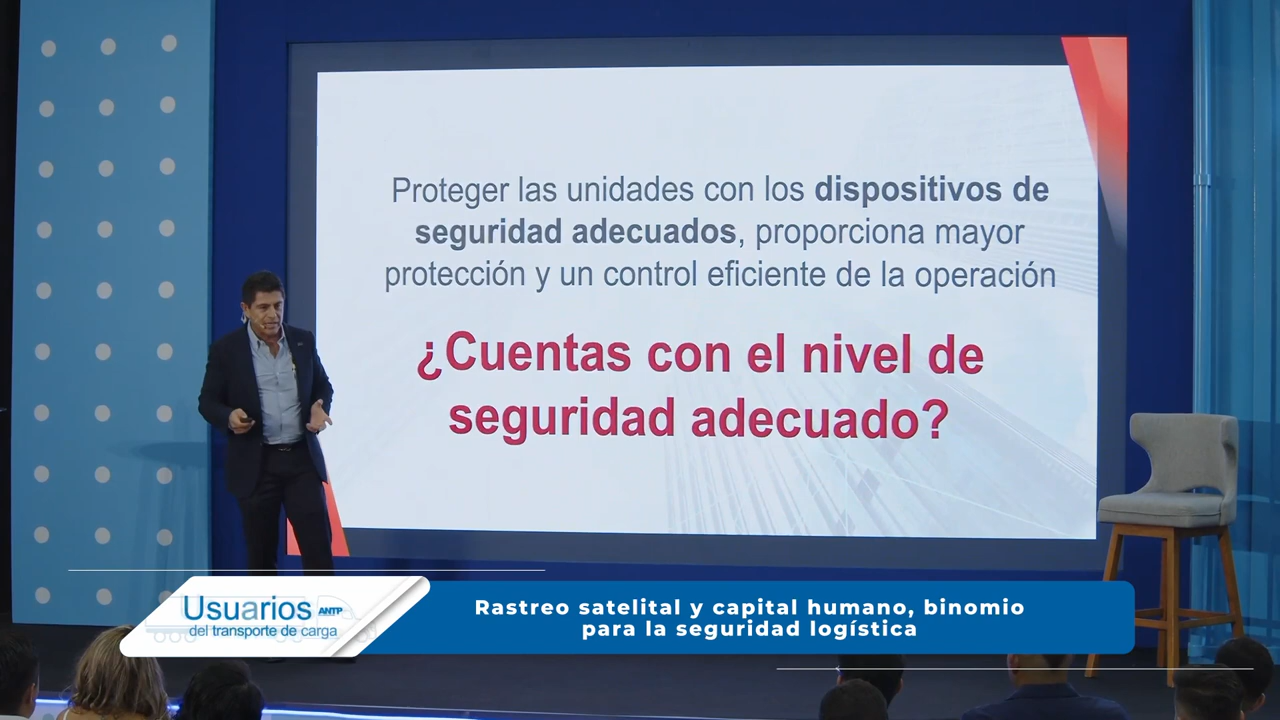 Proteger las unidades con los dispositivos de
seguridad adecuados, proporciona mayor
protección y un control eficiente de la operación
¿Cuentas con el nivel de
seguridad adecuado?
Usuarios ANTP
del transporte de carga
Rastreo satelital y capital humano, binomio
para la seguridad logística